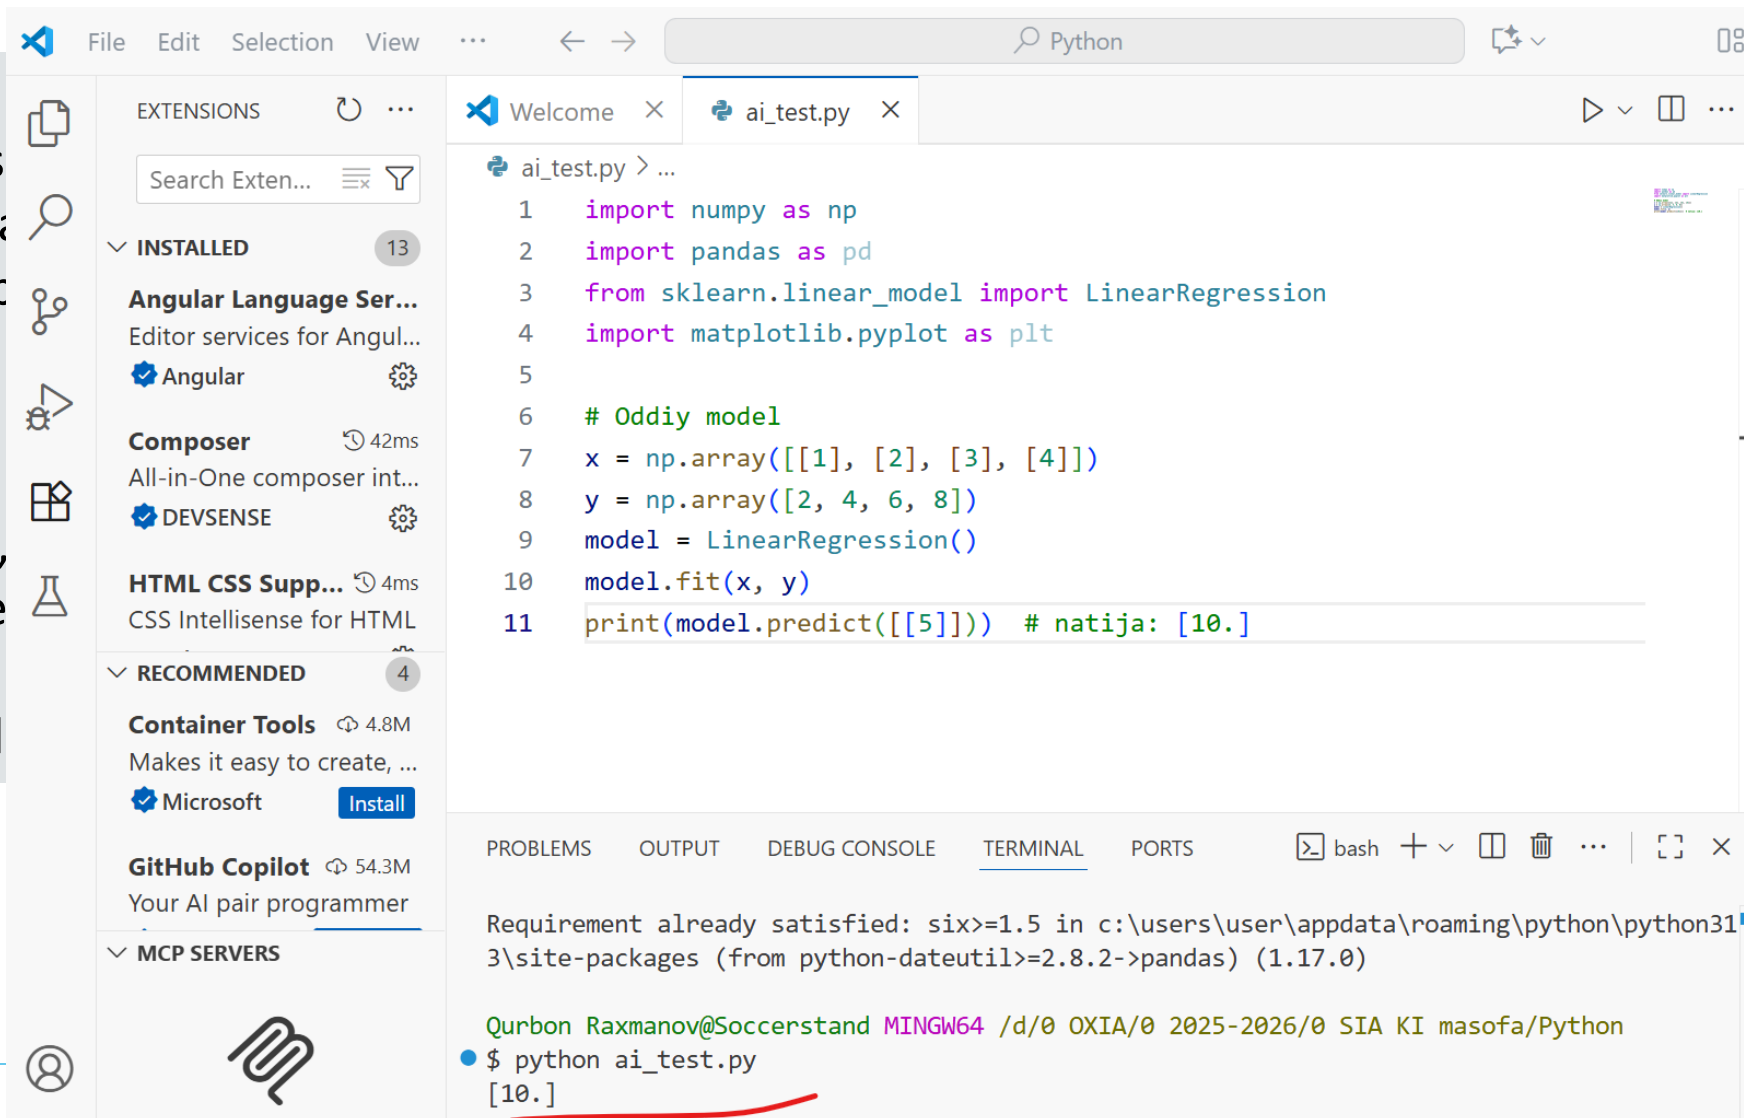 File Edit Selection View ...
Python
EXTENSIONS
Search Exten...
INSTALLED 13
Angular Language Ser...
Editor services for Angul...
Angular
Composer 42ms
All-in-One composer int...
DEVSENSE
HTML CSS Supp... 4ms
CSS Intellisense for HTML
RECOMMENDED 4
Container Tools 4.8M
Makes it easy to create, ...
Microsoft Install
GitHub Copilot 54.3M
Your AI pair programmer
MCP SERVERS
Welcome ai_test.py
ai_test.py > ...
1 import numpy as np
2 import pandas as pd
3 from sklearn.linear_model import LinearRegression
4 import matplotlib.pyplot as plt
5
6 # Oddiy model
7 x = np.array([[1], [2], [3], [4]])
8 y = np.array([2, 4, 6, 8])
9 model = LinearRegression()
10 model.fit(x, y)
11 print(model.predict([[5]])) # natija: [10.]
PROBLEMS OUTPUT DEBUG CONSOLE TERMINAL PORTS bash
Requirement already satisfied: six>=1.5 in c:\users\user\appdata\roaming\python\python31
3\site-packages (from python-dateutil>=2.8.2->pandas) (1.17.0)
Qurbon Raxmanov@Soccerstand MINGW64 /d/0 OXIA/0 2025-2026/0 SIA KI masofa/Python
$ python ai_test.py
[10.]